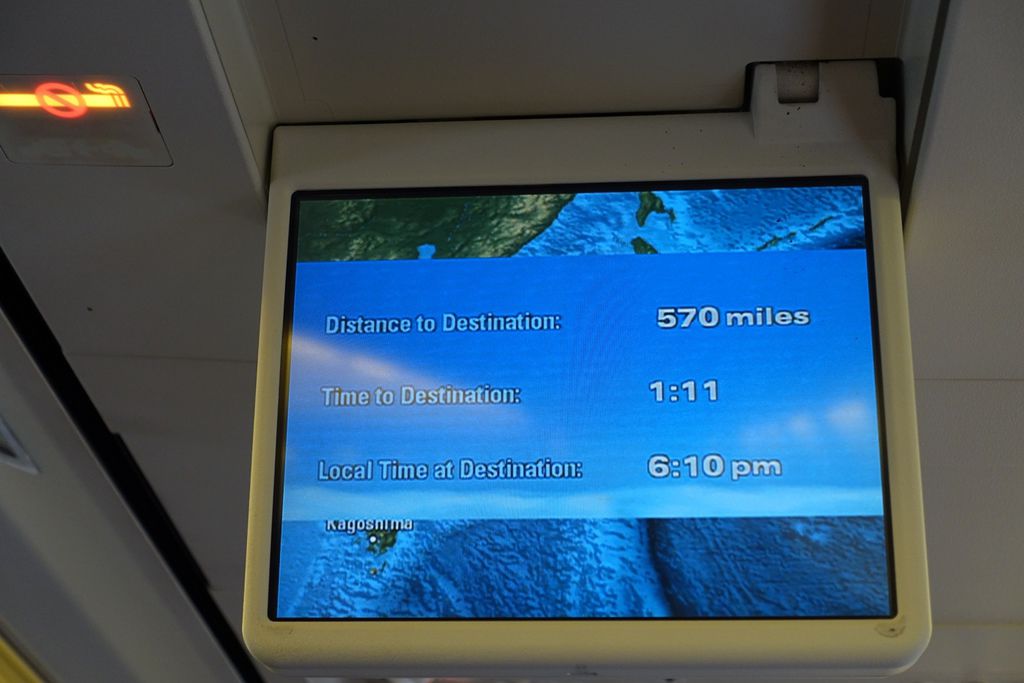 Distance to Destination: 570 miles
Time to Destination: 1:11
Local Time at Destination: 6:10 pm
Kagoshima